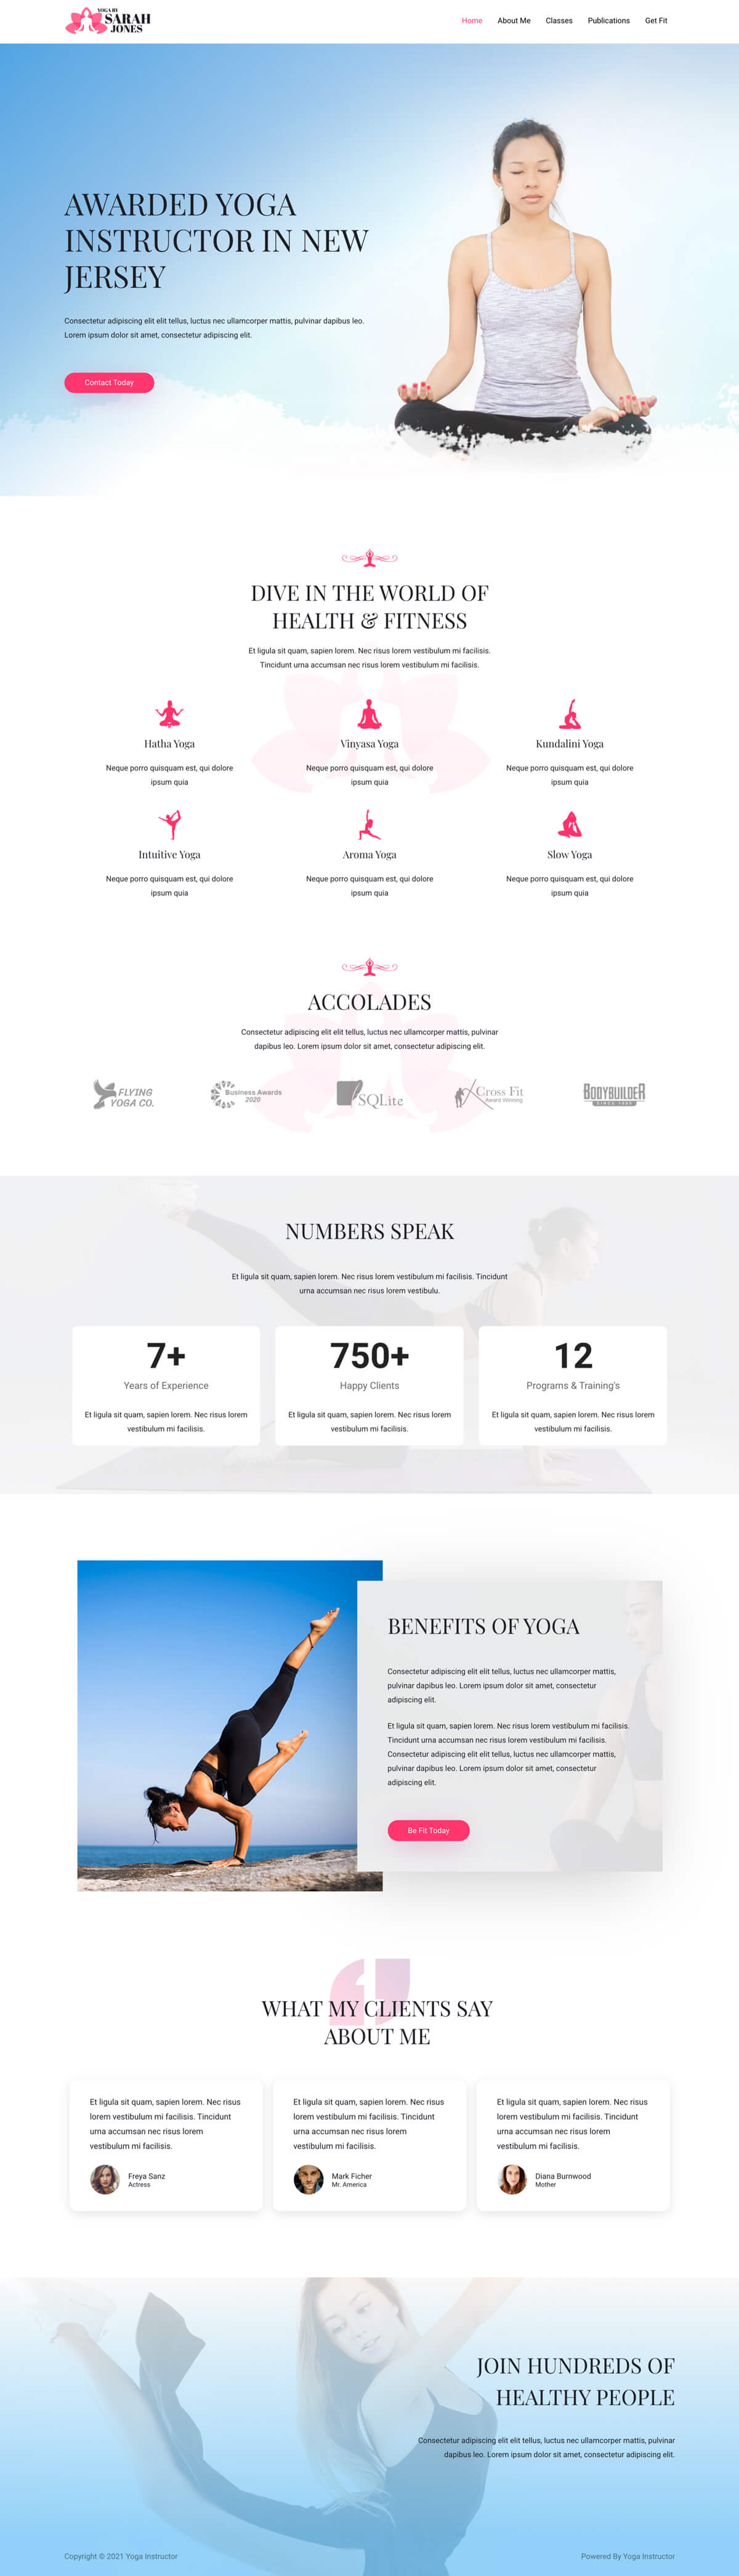 YOGA BY
SARAH
JONES
Home About Me Classes Publications Get Fit
AWARDED YOGA
INSTRUCTOR IN NEW
JERSEY
Consectetur adipiscing elit elit tellus, luctus nec ullamcorper mattis, pulvinar dapibus leo.
Lorem ipsum dolor sit amet, consectetur adipiscing elit.
Contact Today
DIVE IN THE WORLD OF
HEALTH & FITNESS
Et ligula sit quam, sapien lorem. Nec risus lorem vestibulum mi facilisis.
Tincidunt urna accumsan nec risus lorem vestibulum mi facilisis.
Hatha Yoga
Neque porro quisquam est, qui dolore
ipsum quia
Vinyasa Yoga
Neque porro quisquam est, qui dolore
ipsum quia
Kundalini Yoga
Neque porro quisquam est, qui dolore
ipsum quia
Intuitive Yoga
Neque porro quisquam est, qui dolore
ipsum quia
Aroma Yoga
Neque porro quisquam est, qui dolore
ipsum quia
Slow Yoga
Neque porro quisquam est, qui dolore
ipsum quia
ACCOLADES
Consectetur adipiscing elit elit tellus, luctus nec ullamcorper mattis, pulvinar
dapibus leo. Lorem ipsum dolor sit amet, consectetur adipiscing elit.
FLYING
YOGA CO.
Business Awards
2020
SQLite
Cross Fit
Award Winning
BODYBUILDER
NUMBERS SPEAK
Et ligula sit quam, sapien lorem. Nec risus lorem vestibulum mi facilisis. Tincidunt
urna accumsan nec risus lorem vestibulu.
7+
Years of Experience
Et ligula sit quam, sapien lorem. Nec risus lorem
vestibulum mi facilisis.
750+
Happy Clients
Et ligula sit quam, sapien lorem. Nec risus lorem
vestibulum mi facilisis.
12
Programs & Training's
Et ligula sit quam, sapien lorem. Nec risus lorem
vestibulum mi facilisis.
BENEFITS OF YOGA
Consectetur adipiscing elit elit tellus, luctus nec ullamcorper mattis,
pulvinar dapibus leo. Lorem ipsum dolor sit amet, consectetur
adipiscing elit.
Et ligula sit quam, sapien lorem. Nec risus lorem vestibulum mi facilisis.
Tincidunt urna accumsan nec risus lorem vestibulum mi facilisis.
Consectetur adipiscing elit elit tellus, luctus nec ullamcorper mattis,
pulvinar dapibus leo. Lorem ipsum dolor sit amet, consectetur
adipiscing elit.
Be Fit Today
WHAT MY CLIENTS SAY
ABOUT ME
Et ligula sit quam, sapien lorem. Nec risus
lorem vestibulum mi facilisis. Tincidunt
urna accumsan nec risus lorem
vestibulum mi facilisis.
Freya Sanz
Actress
Et ligula sit quam, sapien lorem. Nec risus
lorem vestibulum mi facilisis. Tincidunt
urna accumsan nec risus lorem
vestibulum mi facilisis.
Mark Ficher
Mr. America
Et ligula sit quam, sapien lorem. Nec risus
lorem vestibulum mi facilisis. Tincidunt
urna accumsan nec risus lorem
vestibulum mi facilisis.
Diana Burnwood
Mother
JOIN HUNDREDS OF
HEALTHY PEOPLE
Consectetur adipiscing elit elit tellus, luctus nec ullamcorper mattis, pulvinar
dapibus leo. Lorem ipsum dolor sit amet, consectetur adipiscing elit.
Copyright © 2021 Yoga Instructor
Powered By Yoga Instructor